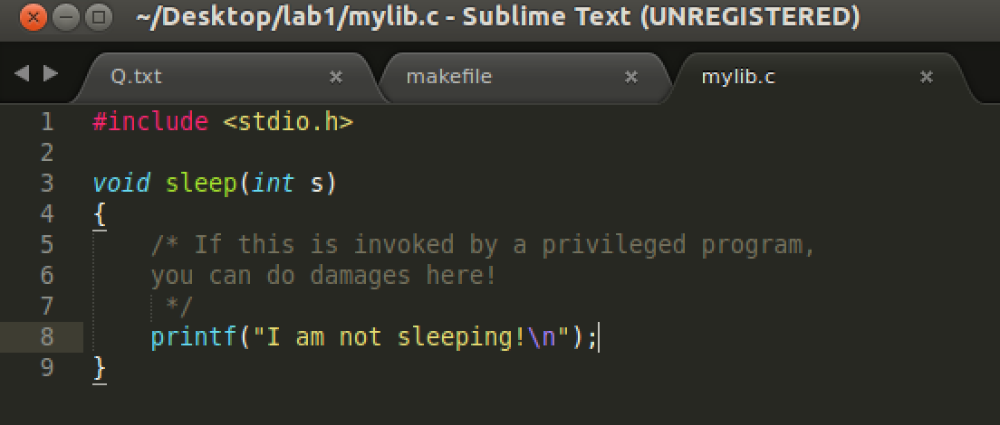 ~/Desktop/lab1/mylib.c - Sublime Text (UNREGISTERED)
Q.txt makefile mylib.c
1 #include <stdio.h>
2
3 void sleep(int s)
4 {
5     /* If this is invoked by a privileged program,
6     you can do damages here!
7      */
8     printf("I am not sleeping!\n");
9 }